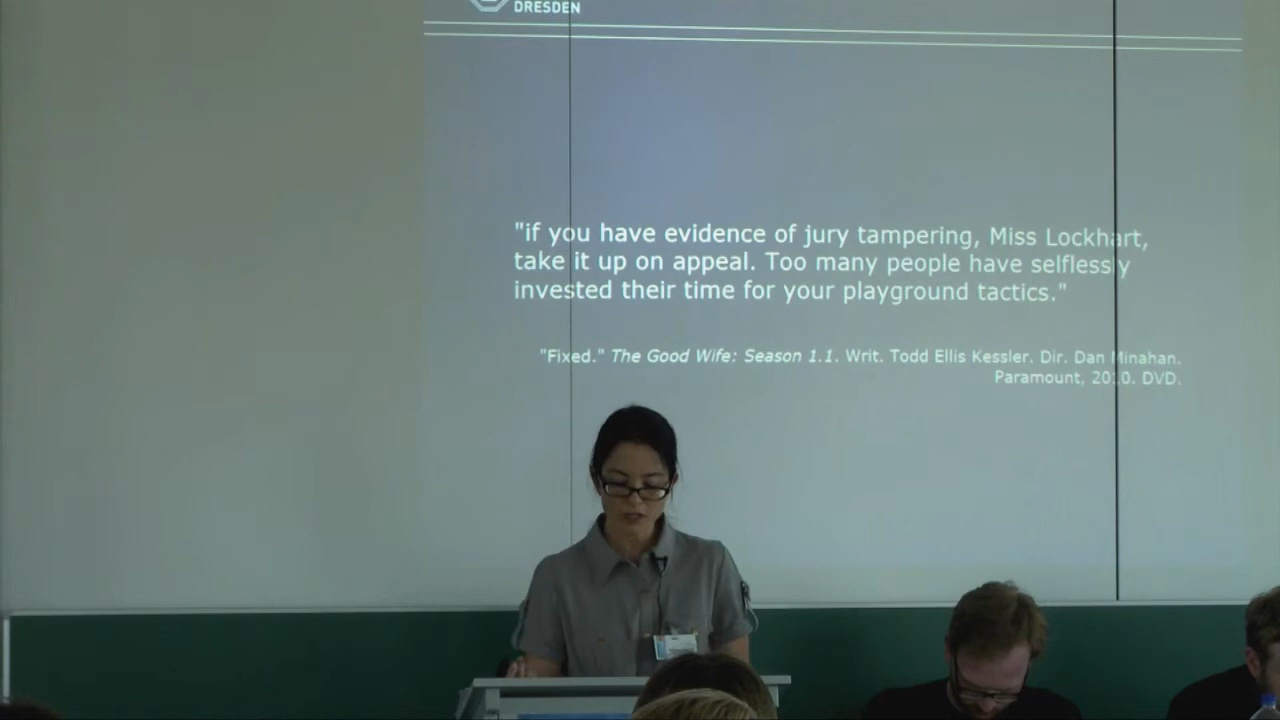 DRESDEN
"if you have evidence of jury tampering, Miss Lockhart,
take it up on appeal. Too many people have selflessly
invested their time for your playground tactics."
"Fixed." The Good Wife: Season 1.1. Writ. Todd Ellis Kessler. Dir. Dan Minahan.
Paramount, 2010. DVD.